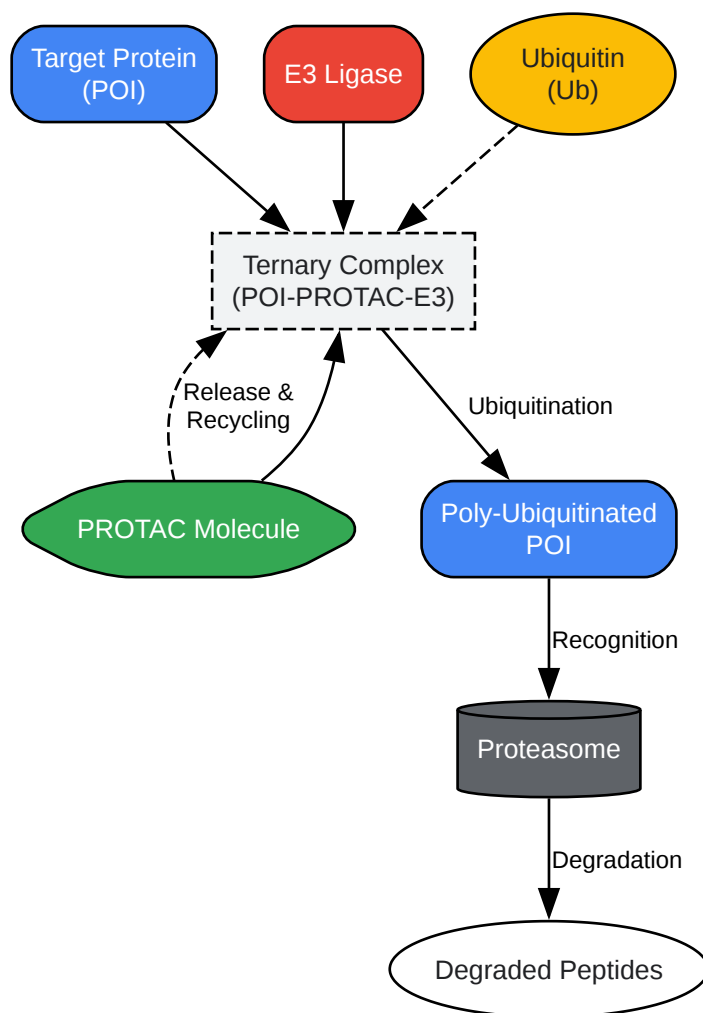 Target Protein
(POI)
E3 Ligase
Ubiquitin
(Ub)
Ternary Complex
(POI-PROTAC-E3)
Release &
Recycling
Ubiquitination
PROTAC Molecule
Poly-Ubiquitinated
POI
Recognition
Proteasome
Degradation
Degraded Peptides